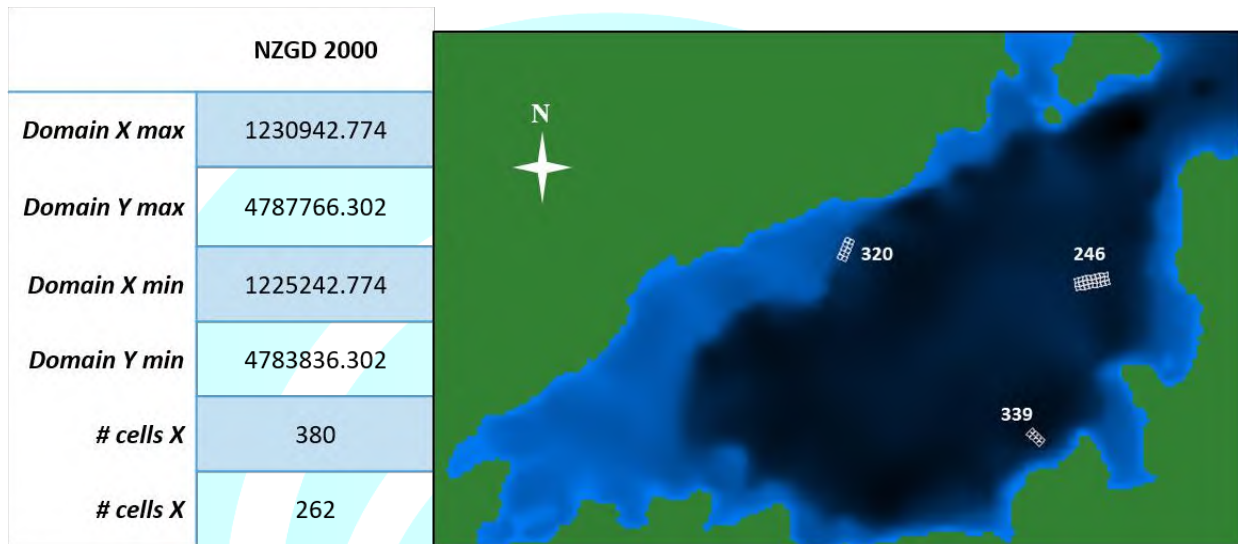 NZGD 2000
Domain X max 1230942.774
Domain Y max 4787766.302
Domain X min 1225242.774
Domain Y min 4783836.302
# cells X 380
# cells X 262
N
320
246
339